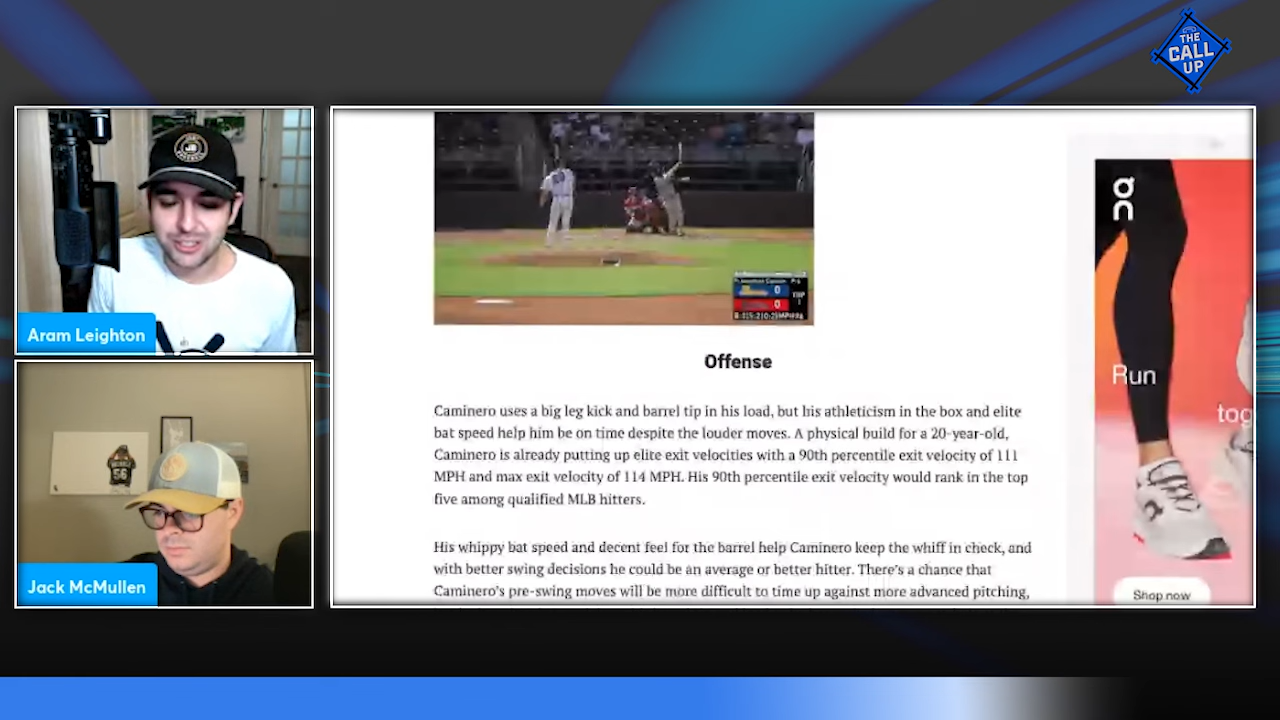 THE
CALL
UP
Aram Leighton
Jack McMullen
56
0
0
Offense
Caminero uses a big leg kick and barrel tip in his load, but his athleticism in the box and elite
bat speed help him be on time despite the louder moves. A physical build for a 20-year-old,
Caminero is already putting up elite exit velocities with a 90th percentile exit velocity of 111
MPH and max exit velocity of 114 MPH. His 90th percentile exit velocity would rank in the top
five among qualified MLB hitters.
His whippy bat speed and decent feel for the barrel help Caminero keep the whiff in check, and
with better swing decisions he could be an average or better hitter. There's a chance that
Caminero's pre-swing moves will be more difficult to time up against more advanced pitching,
on
Run
tog
Shop now